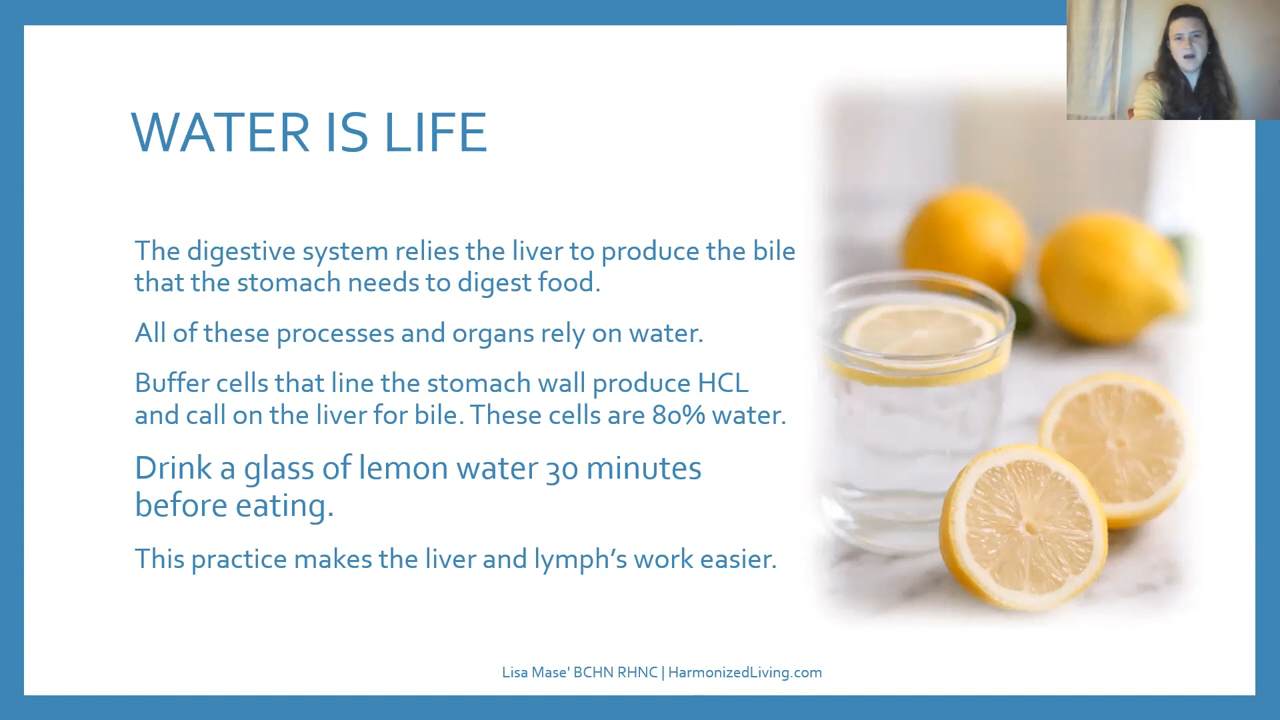 WATER IS LIFE
The digestive system relies the liver to produce the bile
that the stomach needs to digest food.
All of these processes and organs rely on water.
Buffer cells that line the stomach wall produce HCL
and call on the liver for bile. These cells are 80% water.
Drink a glass of lemon water 30 minutes
before eating.
This practice makes the liver and lymph’s work easier.
Lisa Mase' BCHN RHNC | HarmonizedLiving.com